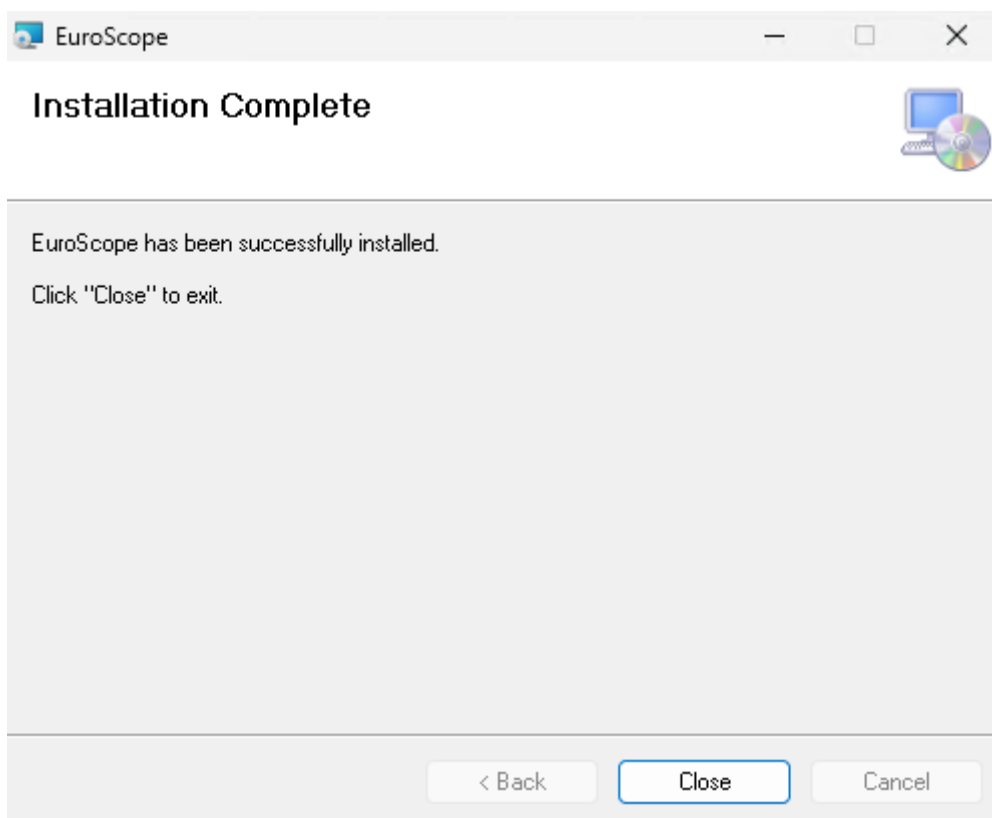 EuroScope
Installation Complete
EuroScope has been successfully installed.
Click "Close" to exit.
< Back
Close
Cancel